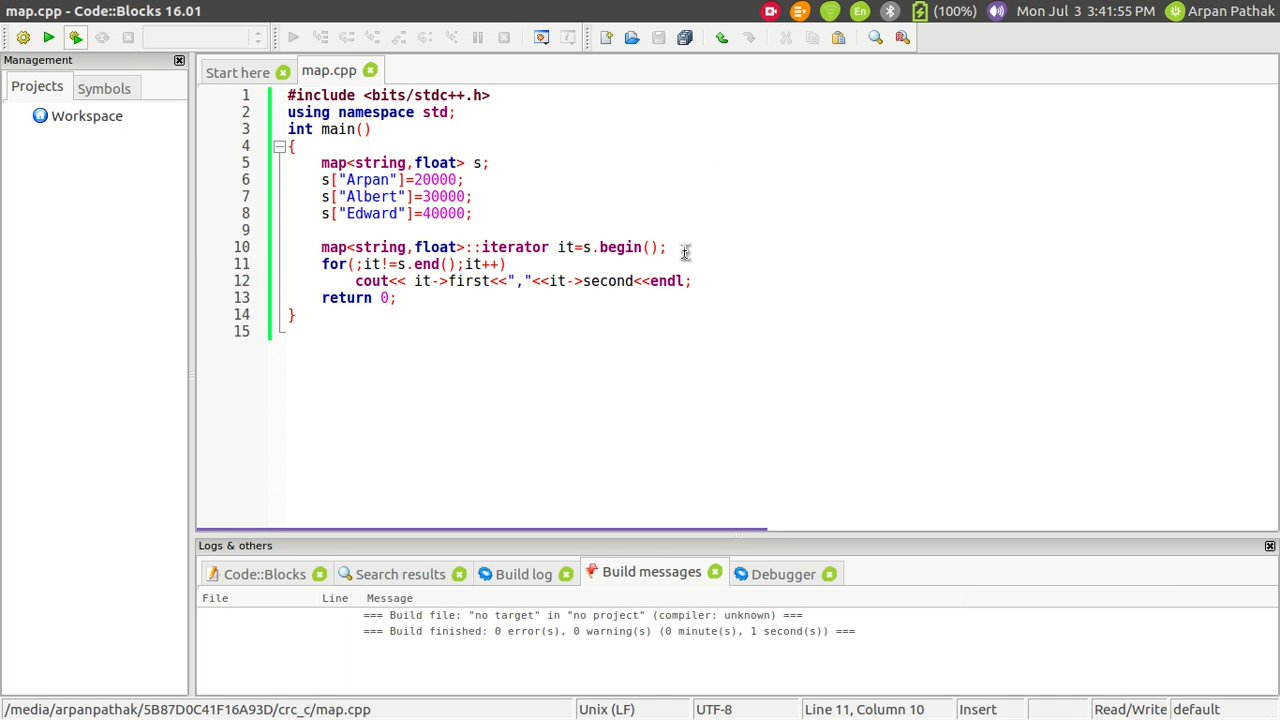 map.cpp - Code::Blocks 16.01
En (100%) Mon Jul 3 3:41:55 PM Arpan Pathak
Management
Projects Symbols
Workspace
Start here map.cpp
1 #include <bits/stdc++.h>
2 using namespace std;
3 int main()
4 {
5 map<string,float> s;
6 s["Arpan"]=20000;
7 s["Albert"]=30000;
8 s["Edward"]=40000;
9
10 map<string,float>::iterator it=s.begin();
11 for(;it!=s.end();it++)
12 cout<< it->first<<","<<it->second<<endl;
13 return 0;
14 }
15
Logs & others
Code::Blocks Search results Build log Build messages Debugger
File Line Message
=== Build file: "no target" in "no project" (compiler: unknown) ===
=== Build finished: 0 error(s), 0 warning(s) (0 minute(s), 1 second(s)) ===
/media/arpanpathak/5B87D0C41F16A93D/crc_c/map.cpp Unix (LF) UTF-8 Line 11, Column 10 Insert Read/Write default